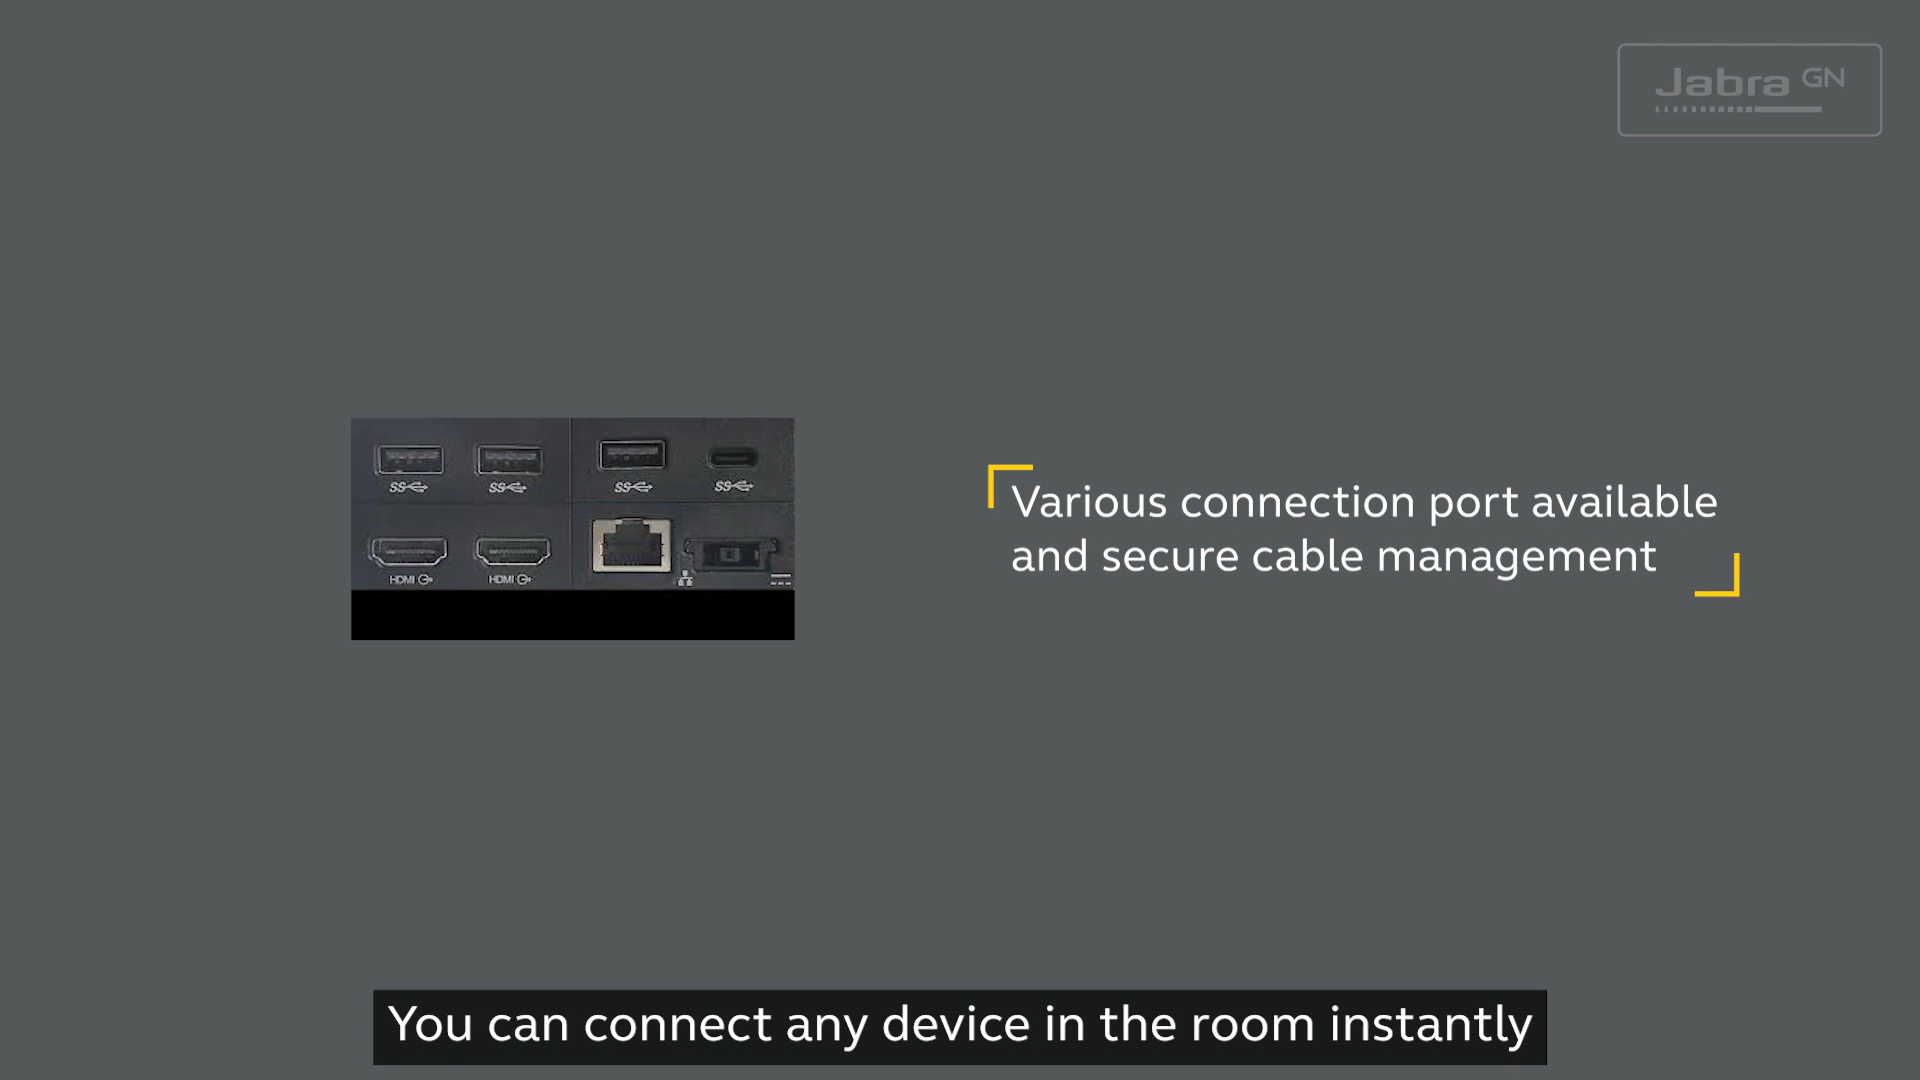 Jabra GN
SS
SS
SS
SS
HDMI
HDMI
Various connection port available
and secure cable management
You can connect any device in the room instantly